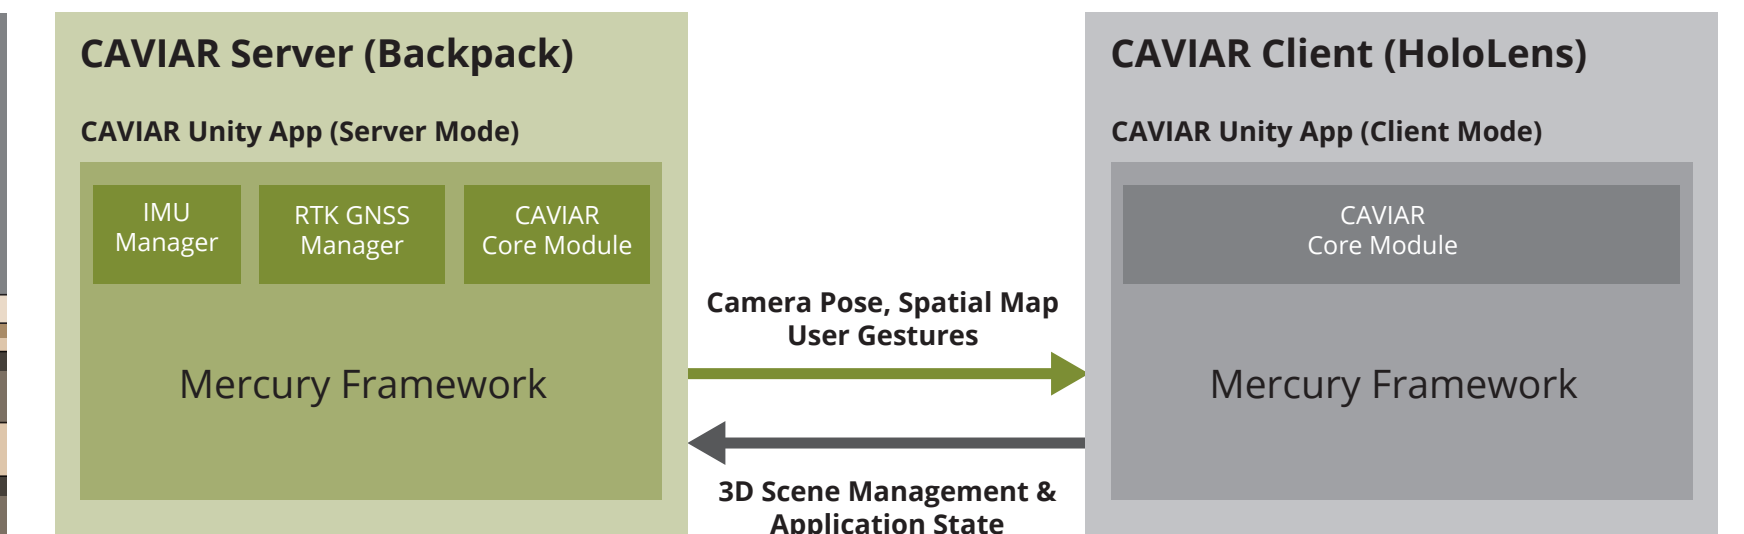 CAVIAR Server (Backpack)
CAVIAR Unity App (Server Mode)
IMU
Manager
RTK GNSS
Manager
CAVIAR
Core Module
Mercury Framework
Camera Pose, Spatial Map
User Gestures
3D Scene Management &
Application State
CAVIAR Client (HoloLens)
CAVIAR Unity App (Client Mode)
CAVIAR
Core Module
Mercury Framework